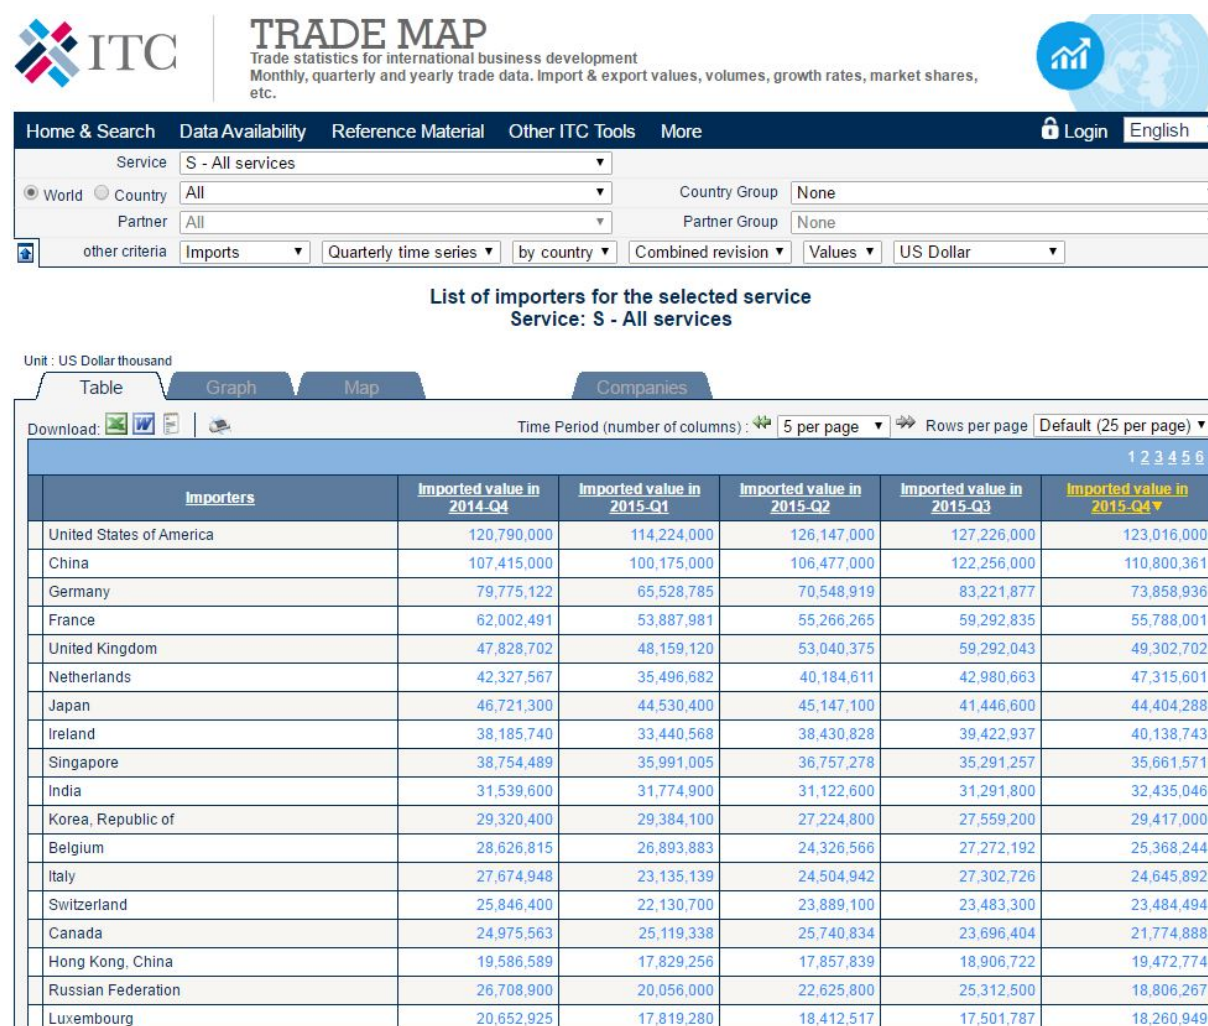 ITC
TRADE MAP
Trade statistics for international business development
Monthly, quarterly and yearly trade data. Import & export values, volumes, growth rates, market shares,
etc.
Home & Search Data Availability Reference Material Other ITC Tools More Login English
Service S - All services
World Country All Country Group None
Partner All Partner Group None
other criteria Imports Quarterly time series by country Combined revision Values US Dollar
List of importers for the selected service
Service: S - All services
Unit : US Dollar thousand
Table Graph Map Companies
Download: Time Period (number of columns) : 5 per page Rows per page Default (25 per page)
1 2 3 4 5 6
Importers Imported value in 2014-Q4 Imported value in 2015-Q1 Imported value in 2015-Q2 Imported value in 2015-Q3 Imported value in 2015-Q4▼
United States of America 120,790,000 114,224,000 126,147,000 127,226,000 123,016,000
China 107,415,000 100,175,000 106,477,000 122,256,000 110,800,361
Germany 79,775,122 65,528,785 70,548,919 83,221,877 73,858,936
France 62,002,491 53,887,981 55,266,265 59,292,835 55,788,001
United Kingdom 47,828,702 48,159,120 53,040,375 59,292,043 49,302,702
Netherlands 42,327,567 35,496,682 40,184,611 42,980,663 47,315,601
Japan 46,721,300 44,530,400 45,147,100 41,446,600 44,404,288
Ireland 38,185,740 33,440,568 38,430,828 39,422,937 40,138,743
Singapore 38,754,489 35,991,005 36,757,278 35,291,257 35,661,571
India 31,539,600 31,774,900 31,122,600 31,291,800 32,435,046
Korea, Republic of 29,320,400 29,384,100 27,224,800 27,559,200 29,417,000
Belgium 28,626,815 26,893,883 24,326,566 27,272,192 25,368,244
Italy 27,674,948 23,135,139 24,504,942 27,302,726 24,645,892
Switzerland 25,846,400 22,130,700 23,889,100 23,483,300 23,484,494
Canada 24,975,563 25,119,338 25,740,834 23,696,404 21,774,888
Hong Kong, China 19,586,589 17,829,256 17,857,839 18,906,722 19,472,774
Russian Federation 26,708,900 20,056,000 22,625,800 25,312,500 18,806,267
Luxembourg 20,652,925 17,819,280 18,412,517 17,501,787 18,260,949